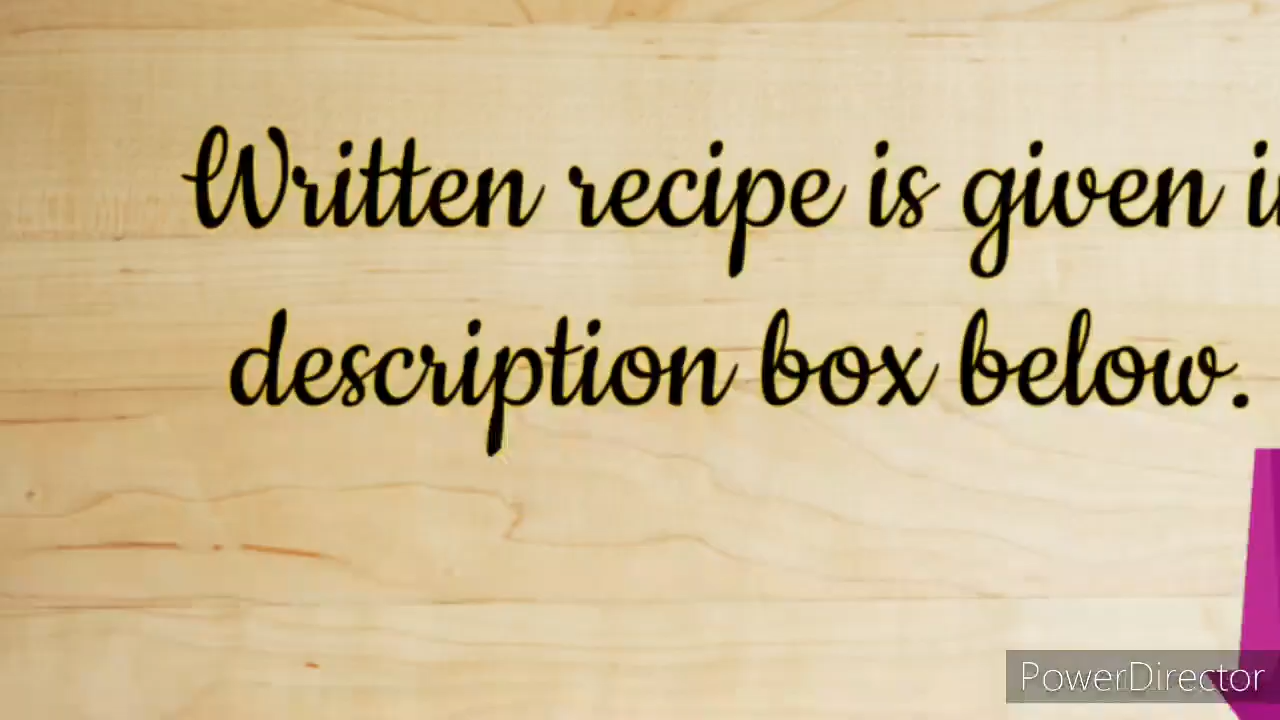 Written recipe is given i
description box below.
PowerDirector